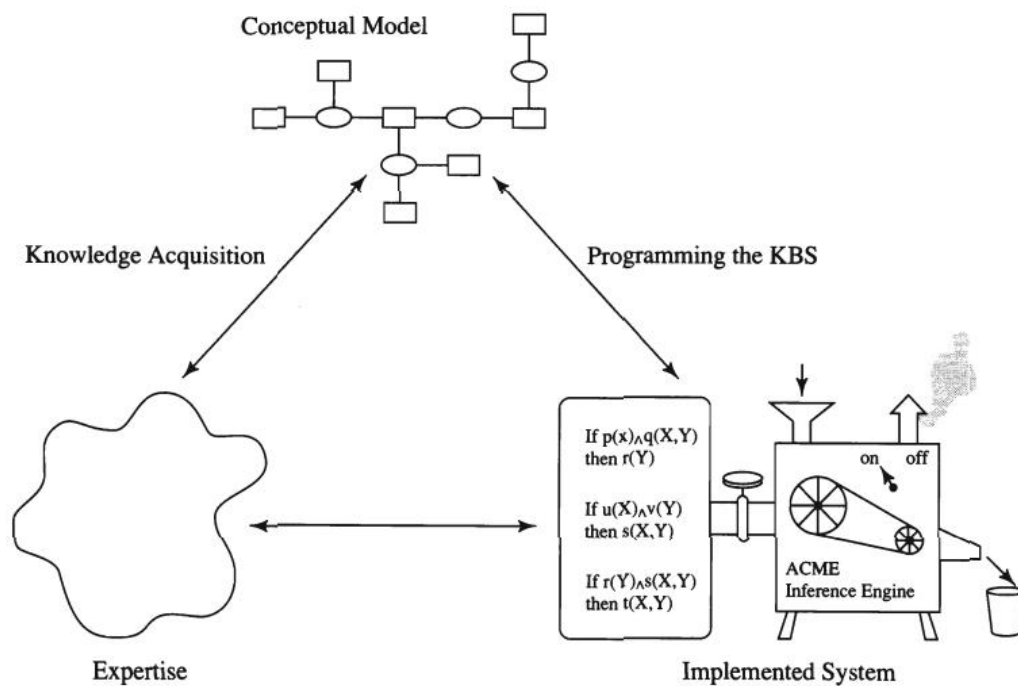 Conceptual Model
Knowledge Acquisition
Programming the KBS
If p(x)∧q(X,Y)
then r(Y)
If u(X)∧v(Y)
then s(X,Y)
If r(Y)∧s(X,Y)
then t(X,Y)
on off
ACME
Inference Engine
Expertise
Implemented System